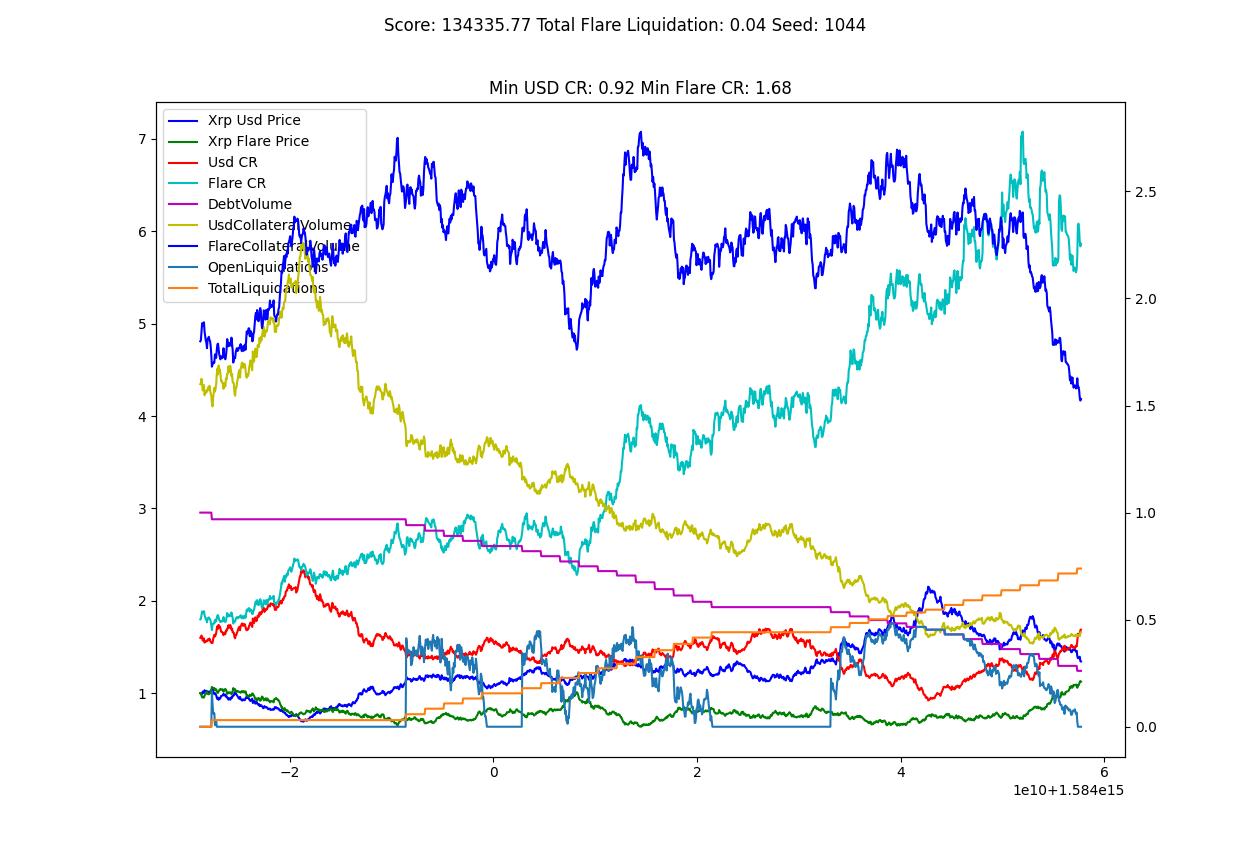 Score: 134335.77 Total Flare Liquidation: 0.04 Seed: 1044
Min USD CR: 0.92 Min Flare CR: 1.68
Xrp Usd Price
Xrp Flare Price
Usd CR
Flare CR
DebtVolume
UsdCollateralVolume
FlareCollateralVolume
OpenLiquidations
TotalLiquidations
7
6
5
4
3
2
1
2.5
2.0
1.5
1.0
0.5
0.0
−2
0
2
4
6
1e10+1.584e15